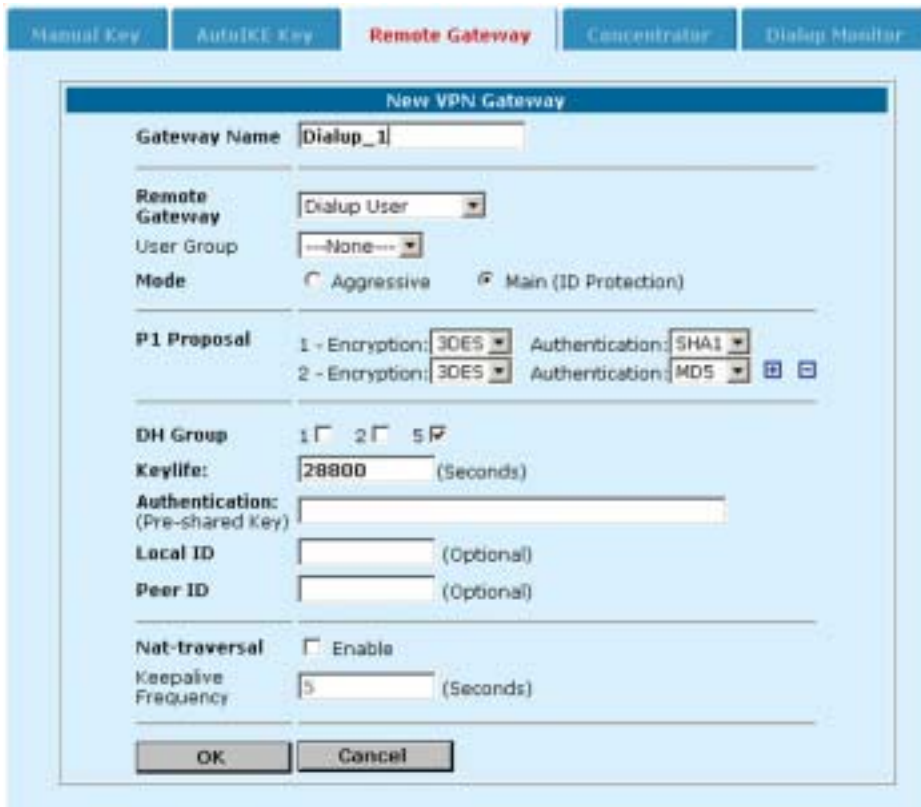 Manual Key AutoIKE Key Remote Gateway Concentrator Dialup Monitor
New VPN Gateway
Gateway Name Dialup_1
Remote Gateway Dialup User
User Group ---None---
Mode Aggressive Main (ID Protection)
P1 Proposal 1 - Encryption: 3DES Authentication: SHA1
2 - Encryption: 3DES Authentication: MD5
DH Group 1 2 5
Keylife: 28800 (Seconds)
Authentication:
(Pre-shared Key)
Local ID (Optional)
Peer ID (Optional)
Nat-traversal Enable
Keepalive Frequency 5 (Seconds)
OK Cancel